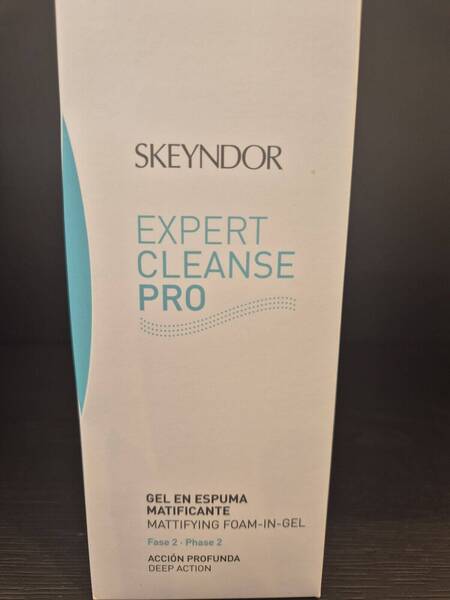 SKEYNDOR
EXPERT
CLEANSE
PRO
GEL EN ESPUMA
MATIFICANTE
MATTIFYING FOAM-IN-GEL
Fase 2 · Phase 2
ACCIÓN PROFUNDA
DEEP ACTION